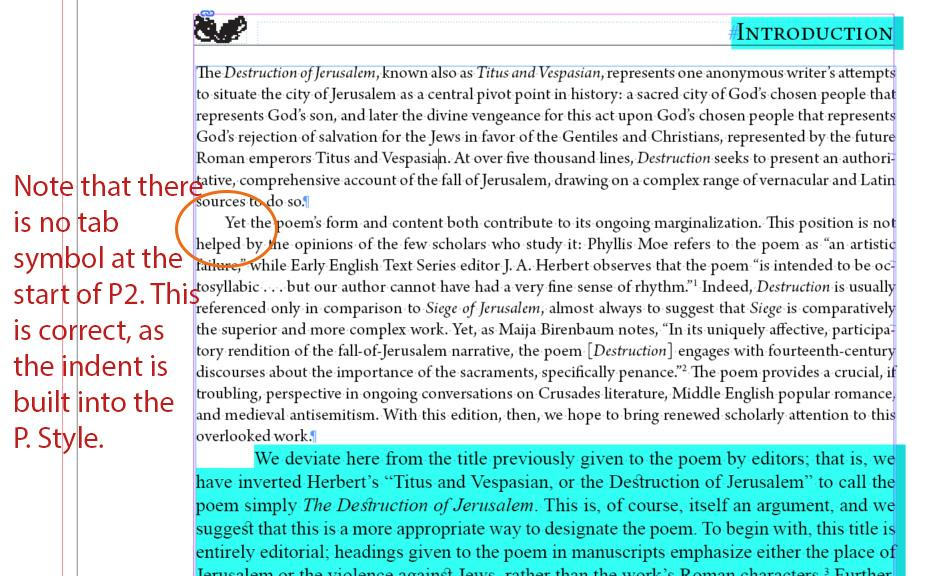 #INTRODUCTION
The Destruction of Jerusalem, known also as Titus and Vespasian, represents one anonymous writer's attempts
to situate the city of Jerusalem as a central pivot point in history: a sacred city of God's chosen people that
represents God's son, and later the divine vengeance for this act upon God's chosen people that represents
God's rejection of salvation for the Jews in favor of the Gentiles and Christians, represented by the future
Roman emperors Titus and Vespasian. At over five thousand lines, Destruction seeks to present an authori-
tative, comprehensive account of the fall of Jerusalem, drawing on a complex range of vernacular and Latin
sources to do so.¶
Yet the poem's form and content both contribute to its ongoing marginalization. This position is not
helped by the opinions of the few scholars who study it: Phyllis Moe refers to the poem as “an artistic
failure,” while Early English Text Series editor J. A. Herbert observes that the poem “is intended to be oc-
tosyllabic . . . but our author cannot have had a very fine sense of rhythm.”¹ Indeed, Destruction is usually
referenced only in comparison to Siege of Jerusalem, almost always to suggest that Siege is comparatively
the superior and more complex work. Yet, as Maija Birenbaum notes, “In its uniquely affective, participa-
tory rendition of the fall-of-Jerusalem narrative, the poem [Destruction] engages with fourteenth-century
discourses about the importance of the sacraments, specifically penance.”² The poem provides a crucial, if
troubling, perspective in ongoing conversations on Crusades literature, Middle English popular romance,
and medieval antisemitism. With this edition, then, we hope to bring renewed scholarly attention to this
overlooked work.¶
We deviate here from the title previously given to the poem by editors; that is, we
have inverted Herbert's “Titus and Vespasian, or the Destruction of Jerusalem” to call the
poem simply The Destruction of Jerusalem. This is, of course, itself an argument, and we
suggest that this is a more appropriate way to designate the poem. To begin with, this title is
entirely editorial; headings given to the poem in manuscripts emphasize either the place of
Jerusalem or the violence against Jews, rather than the work's Roman characters.³ Further,
Note that there
is no tab
symbol at the
start of P2. This
is correct, as
the indent is
built into the
P. Style.